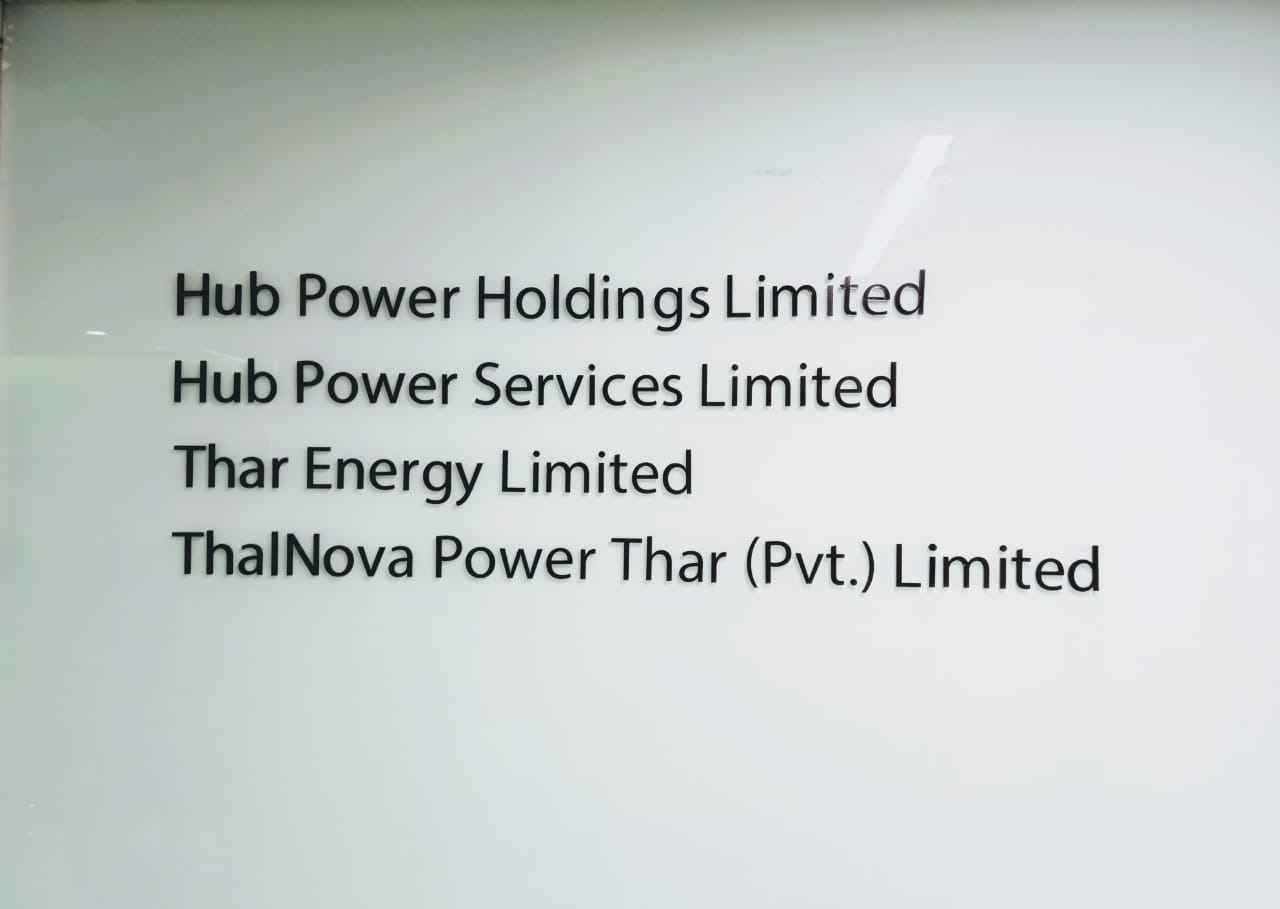 Hub Power Holdings Limited
Hub Power Services Limited
Thar Energy Limited
ThalNova Power Thar (Pvt.) Limited